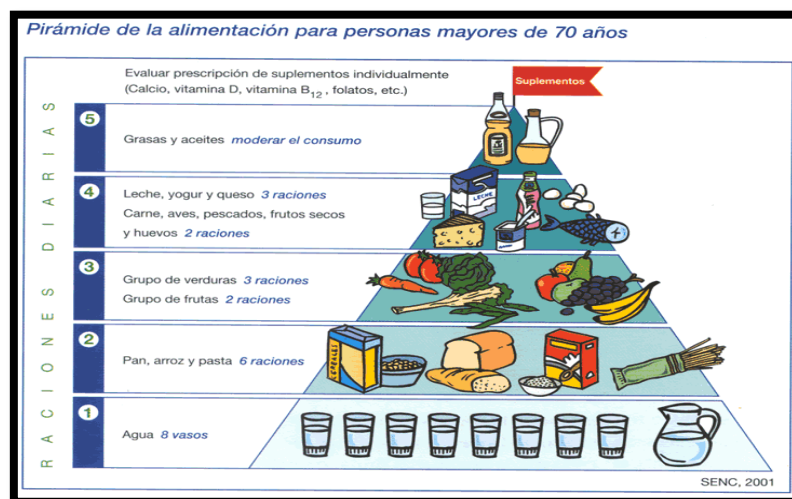 Pirámide de la alimentación para personas mayores de 70 años
Evaluar prescripción de suplementos individualmente
(Calcio, vitamina D, vitamina B12, folatos, etc.)
Suplementos
RACIONES DIARIAS
5
Grasas y aceites moderar el consumo
4
Leche, yogur y queso 3 raciones
Carne, aves, pescados, frutos secos
y huevos 2 raciones
LECHE
3
Grupo de verduras 3 raciones
Grupo de frutas 2 raciones
2
Pan, arroz y pasta 6 raciones
CEREALES
1
Agua 8 vasos
SENC, 2001